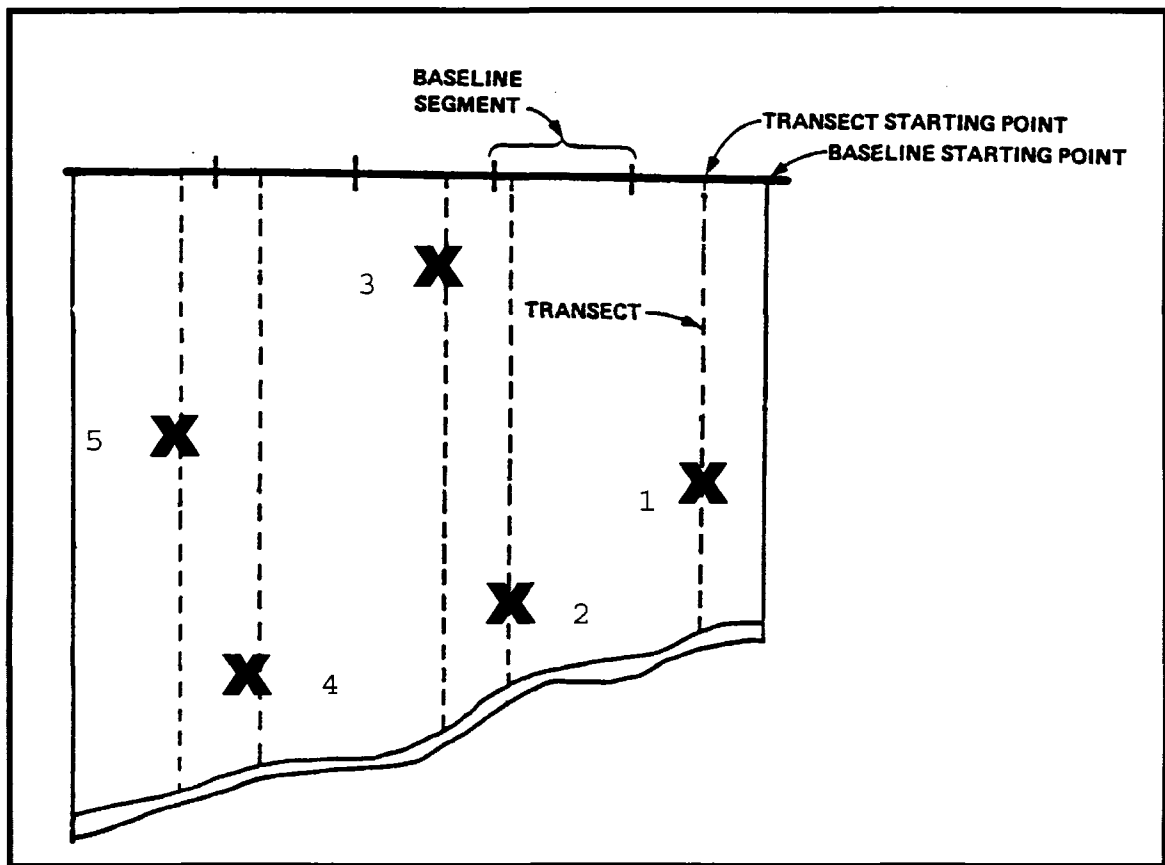 BASELINE
SEGMENT
TRANSECT STARTING POINT
BASELINE STARTING POINT
3
TRANSECT
5
1
2
4